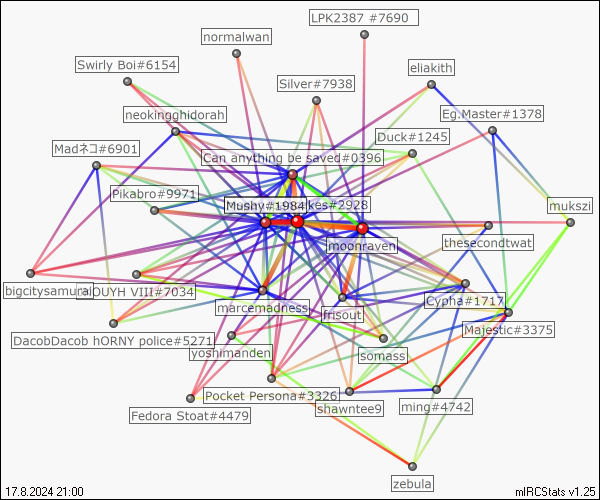 LPK2387 #7690
normalwan
Swirly Boi#6154
eliakith
Silver#7938
neokingghidorah
Eg.Master#1378
Duck#1245
Madネコ#6901
Can anything be saved#0396
Pikabro#9971
Mushy#1984
kes#2928
mukszi
moonraven
thesecondtwat
bigcitysamurai
OUYH VIII#7034
marcemadness
Cypha#1717
frisout
Majestic#3375
DacobDacob hORNY police#5271
yoshimanden
somass
Pocket Persona#3326
shawntee9
ming#4742
Fedora Stoat#4479
zebula
17.8.2024 21:00
mIRCStats v1.25